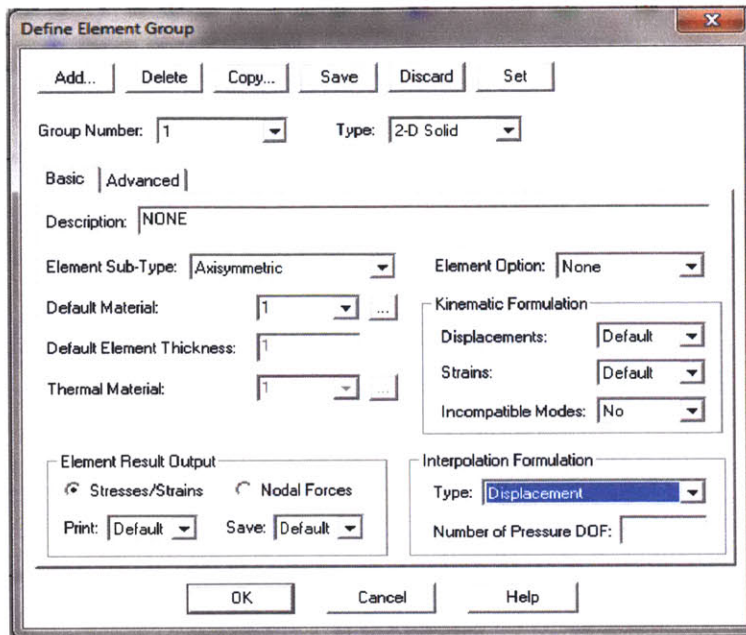 Define Element Group
X
Add... Delete Copy... Save Discard Set
Group Number: 1 Type: 2-D Solid
Basic Advanced
Description: NONE
Element Sub-Type: Axisymmetric Element Option: None
Default Material: 1 ... Kinematic Formulation
Displacements: Default
Default Element Thickness: 1
Strains: Default
Thermal Material: 1 ...
Incompatible Modes: No
Element Result Output Interpolation Formulation
Stresses/Strains Nodal Forces Type: Displacement
Print: Default Save: Default Number of Pressure DOF:
OK Cancel Help